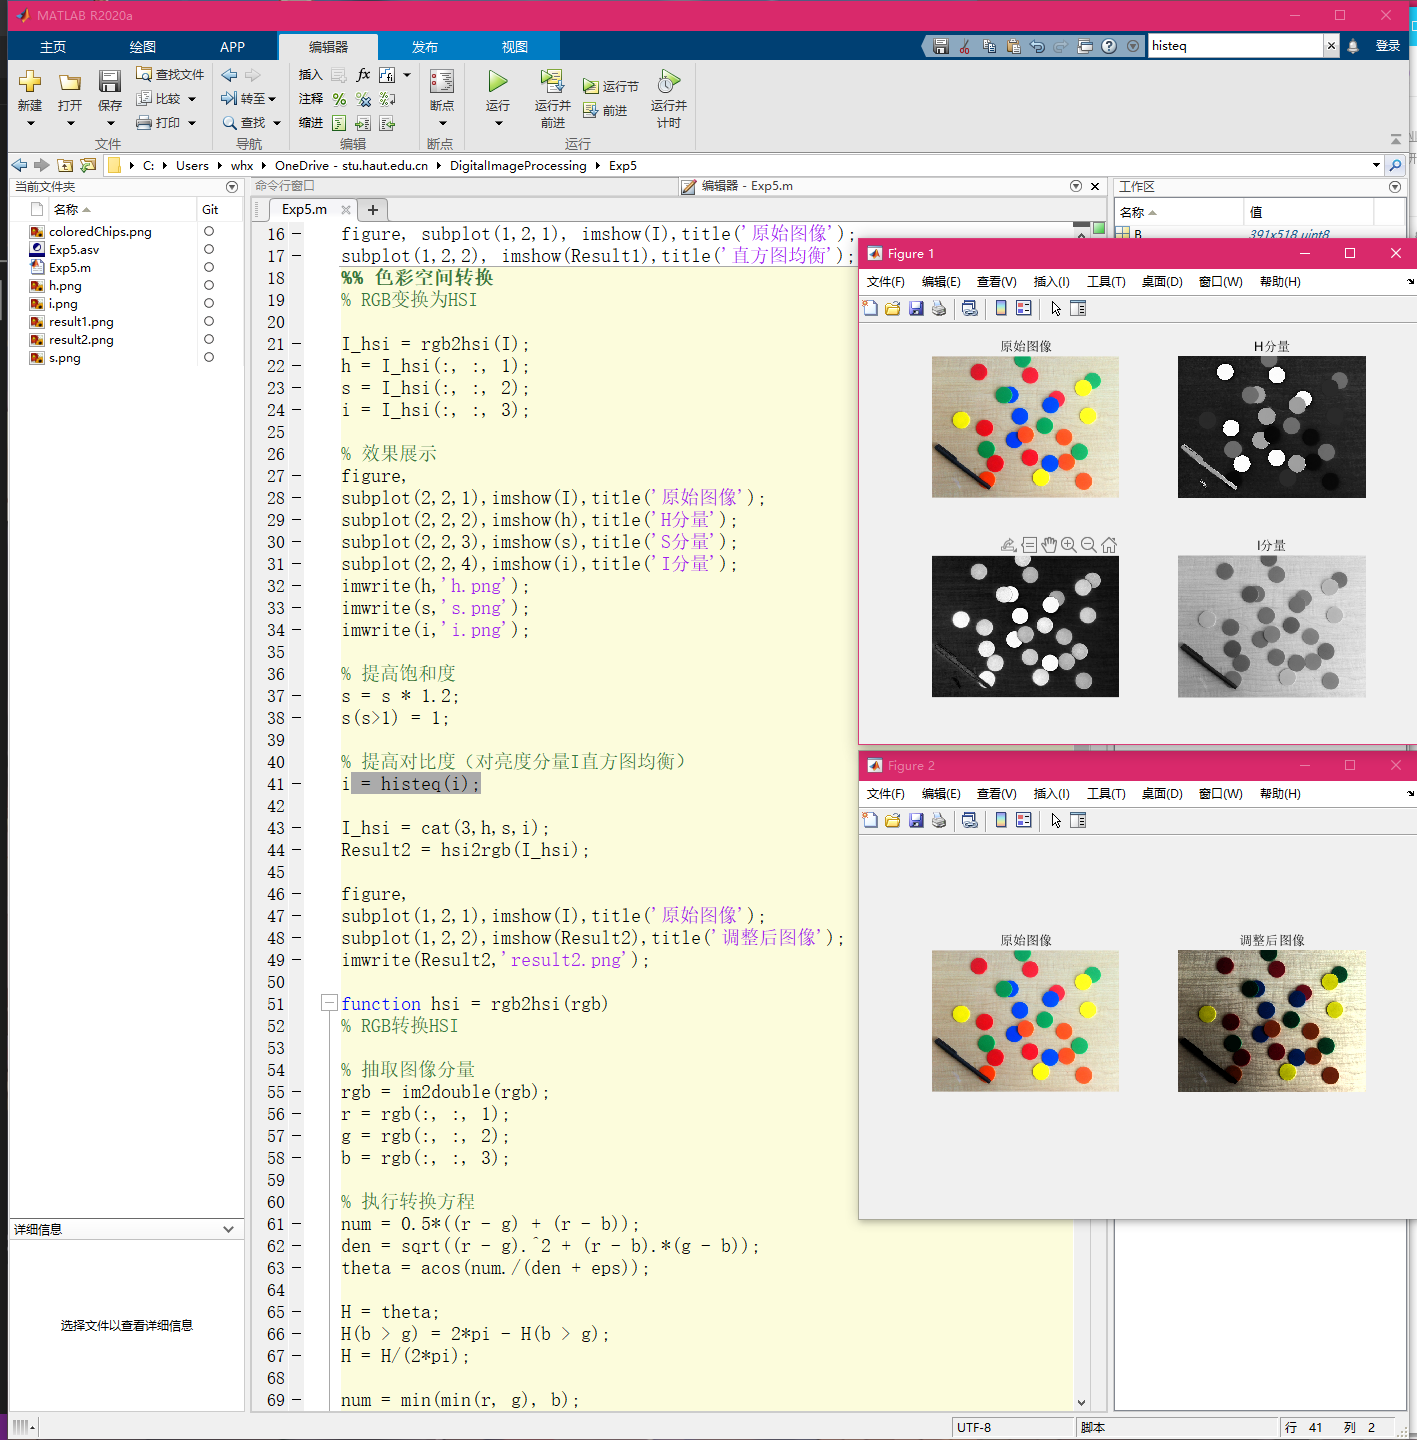 MATLAB R2020a
主页 绘图 APP 编辑器 发布 视图 histeq 登录
新建 打开 保存 查找文件 比较 打印 文件
转至 查找 导航
插入 fx 注释 缩进 编辑
断点 断点
运行 运行并前进 运行节 前进 运行并计时 运行
C: Users whx OneDrive - stu.haut.edu.cn DigitalImageProcessing Exp5
当前文件夹
名称 Git
coloredChips.png
Exp5.asv
Exp5.m
h.png
i.png
result1.png
result2.png
s.png
详细信息
选择文件以查看详细信息
命令行窗口
编辑器 - Exp5.m
Exp5.m
16 figure, subplot(1,2,1), imshow(I),title('原始图像');
17 subplot(1,2,2), imshow(Result1),title('直方图均衡');
18 %% 色彩空间转换
19 % RGB变换为HSI
20
21 I_hsi = rgb2hsi(I);
22 h = I_hsi(:, :, 1);
23 s = I_hsi(:, :, 2);
24 i = I_hsi(:, :, 3);
25
26 % 效果展示
27 figure,
28 subplot(2,2,1),imshow(I),title('原始图像');
29 subplot(2,2,2),imshow(h),title('H分量');
30 subplot(2,2,3),imshow(s),title('S分量');
31 subplot(2,2,4),imshow(i),title('I分量');
32 imwrite(h,'h.png');
33 imwrite(s,'s.png');
34 imwrite(i,'i.png');
35
36 % 提高饱和度
37 s = s * 1.2;
38 s(s>1) = 1;
39
40 % 提高对比度（对亮度分量I直方图均衡）
41 i = histeq(i);
42
43 I_hsi = cat(3,h,s,i);
44 Result2 = hsi2rgb(I_hsi);
45
46 figure,
47 subplot(1,2,1),imshow(I),title('原始图像');
48 subplot(1,2,2),imshow(Result2),title('调整后图像');
49 imwrite(Result2,'result2.png');
50
51 function hsi = rgb2hsi(rgb)
52 % RGB转换HSI
53
54 % 抽取图像分量
55 rgb = im2double(rgb);
56 r = rgb(:, :, 1);
57 g = rgb(:, :, 2);
58 b = rgb(:, :, 3);
59
60 % 执行转换方程
61 num = 0.5*((r - g) + (r - b));
62 den = sqrt((r - g).^2 + (r - b).*(g - b));
63 theta = acos(num./(den + eps));
64
65 H = theta;
66 H(b > g) = 2*pi - H(b > g);
67 H = H/(2*pi);
68
69 num = min(min(r, g), b);
工作区
名称 值
B 391x518 uint8
Figure 1
文件(F) 编辑(E) 查看(V) 插入(I) 工具(T) 桌面(D) 窗口(W) 帮助(H)
原始图像 H分量
I分量
Figure 2
文件(F) 编辑(E) 查看(V) 插入(I) 工具(T) 桌面(D) 窗口(W) 帮助(H)
原始图像 调整后图像
UTF-8 脚本 行 41 列 2